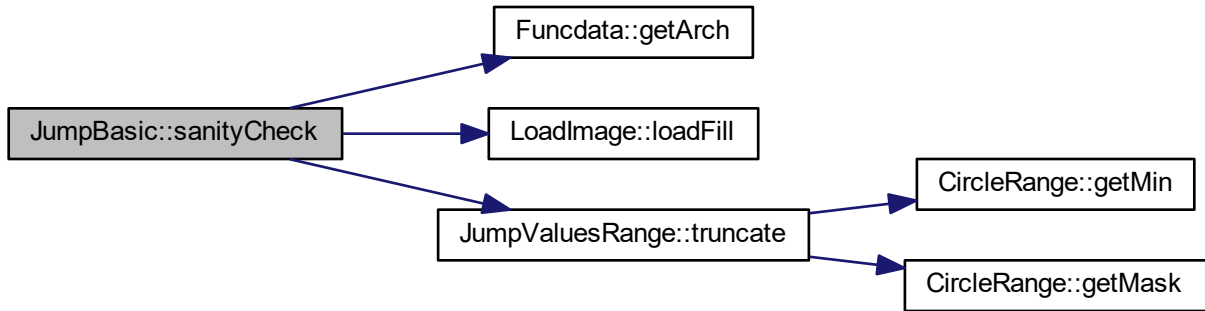 Funcdata::getArch
JumpBasic::sanityCheck
LoadImage::loadFill
CircleRange::getMin
JumpValuesRange::truncate
CircleRange::getMask